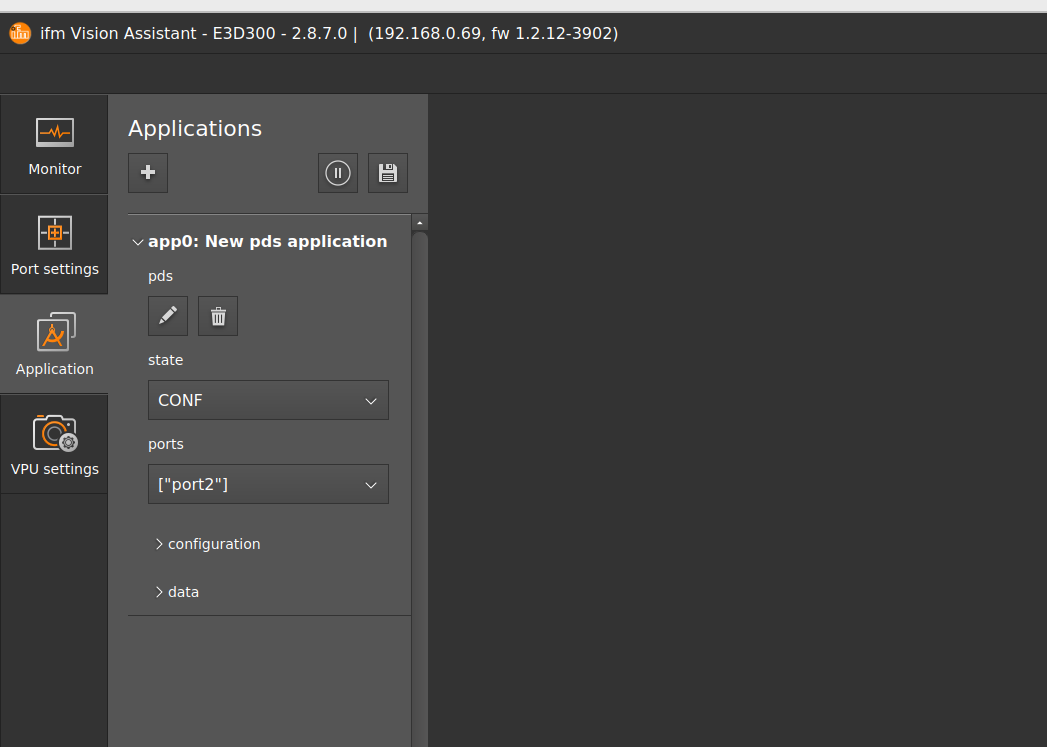 ifm Vision Assistant - E3D300 - 2.8.7.0 | (192.168.0.69, fw 1.2.12-3902)
Monitor
Port settings
Application
VPU settings
Applications
app0: New pds application
pds
state
CONF
ports
["port2"]
configuration
data